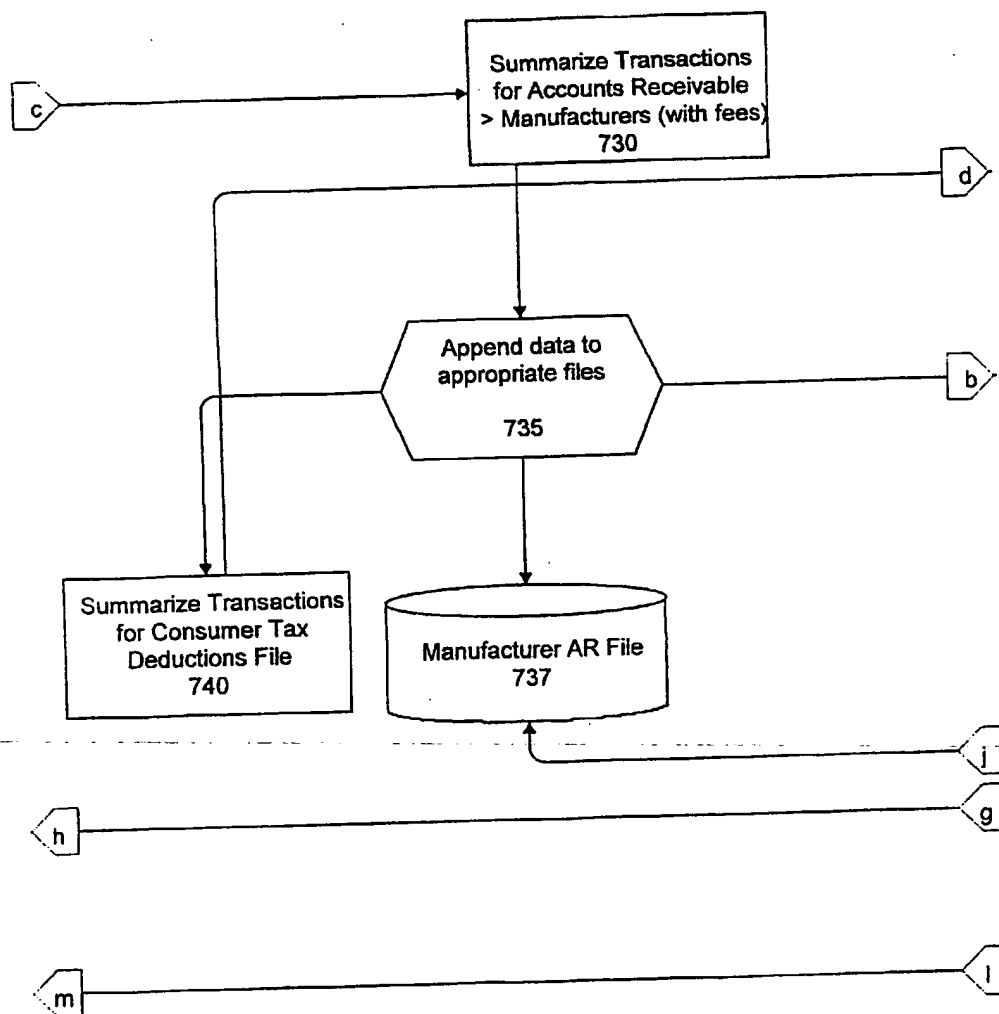 Summarize Transactions
for Accounts Receivable
> Manufacturers (with fees)
730
c
d
Append data to
appropriate files
735
b
Summarize Transactions
for Consumer Tax
Deductions File
740
Manufacturer AR File
737
j
g
h
l
m